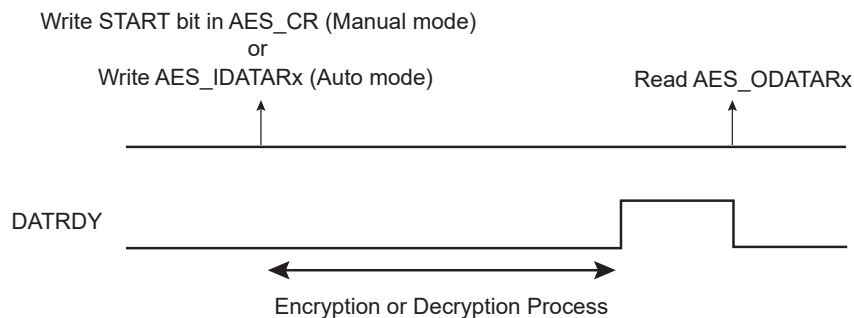 Write START bit in AES_CR (Manual mode)
or
Write AES_IDATARx (Auto mode)
Read AES_ODATARx
DATRDY
Encryption or Decryption Process